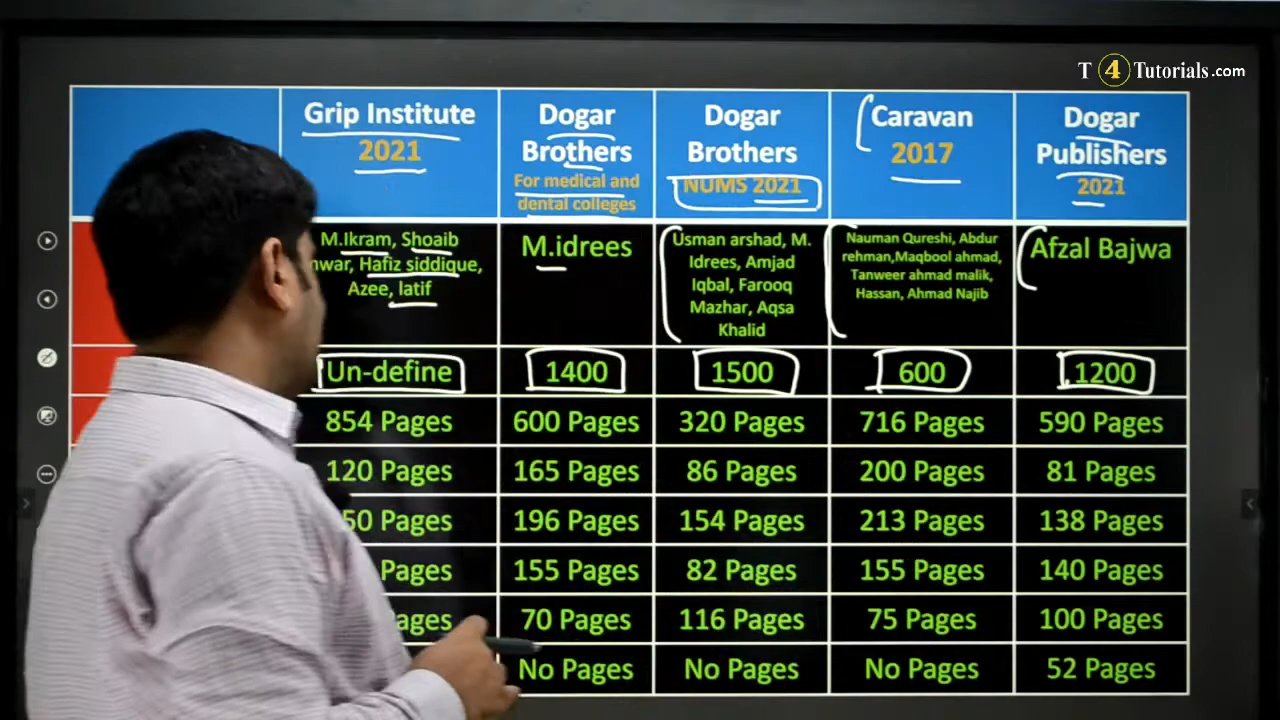 T 4 Tutorials.com
Grip Institute
2021
Dogar
Brothers
For medical and
dental colleges
Dogar
Brothers
NUMS 2021
Caravan
2017
Dogar
Publishers
2021
M.Ikram, Shoaib
Hafiz siddique,
Azee, latif
M.idrees
Usman arshad, M.
Idrees, Amjad
Iqbal, Farooq
Mazhar, Aqsa
Khalid
Nauman Qureshi, Abdur
rehman,Maqbool ahmad,
Tanweer ahmad malik,
Hassan, Ahmad Najib
Afzal Bajwa
Un-define
1400
1500
600
1200
854 Pages
600 Pages
320 Pages
716 Pages
590 Pages
120 Pages
165 Pages
86 Pages
200 Pages
81 Pages
Pages
196 Pages
154 Pages
213 Pages
138 Pages
Pages
155 Pages
82 Pages
155 Pages
140 Pages
70 Pages
116 Pages
75 Pages
100 Pages
No Pages
No Pages
No Pages
52 Pages